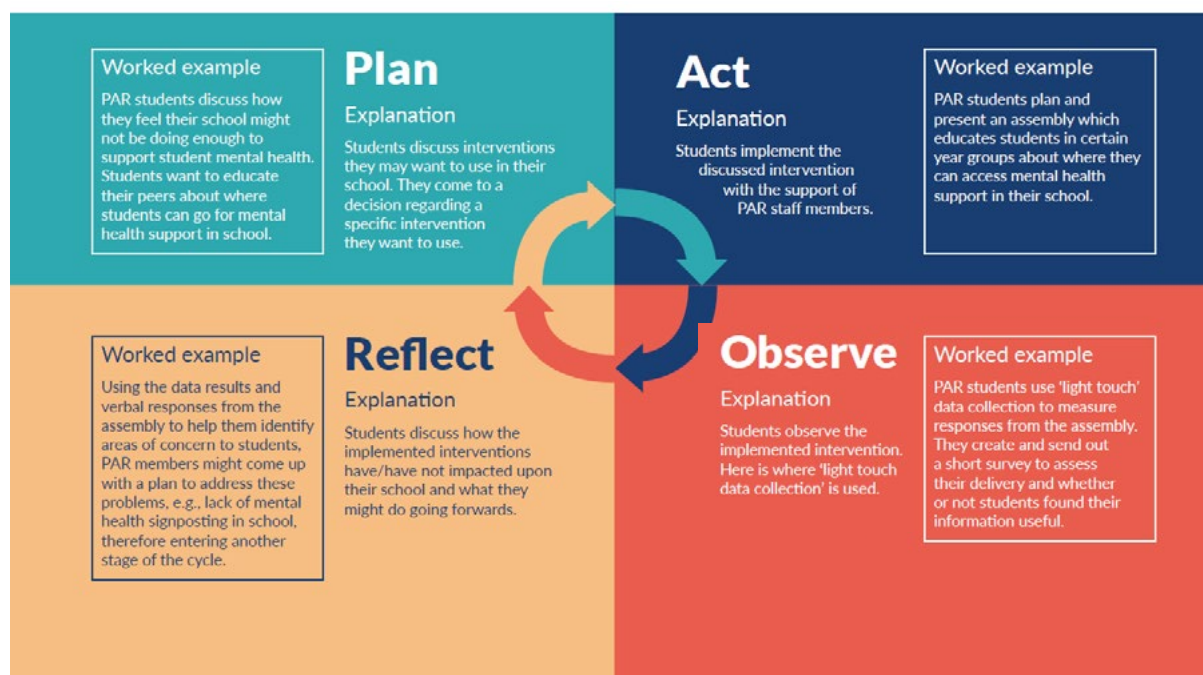 Plan
Explanation
Students discuss interventions
they may want to use in their
school. They come to a
decision regarding a
specific intervention
they want to use.
Worked example
PAR students discuss how
they feel their school might
not be doing enough to
support student mental health.
Students want to educate
their peers about where
students can go for mental
health support in school.
Act
Explanation
Students implement the
discussed intervention
with the support of
PAR staff members.
Worked example
PAR students plan and
present an assembly which
educates students in certain
year groups about where they
can access mental health
support in their school.
Observe
Explanation
Students observe the
implemented intervention.
Here is where ‘light touch
data collection’ is used.
Worked example
PAR students use ‘light touch’
data collection to measure
responses from the assembly.
They create and send out
a short survey to assess
their delivery and whether
or not students found their
information useful.
Reflect
Explanation
Students discuss how the
implemented interventions
have/have not impacted upon
their school and what they
might do going forwards.
Worked example
Using the data results and
verbal responses from the
assembly to help them identify
areas of concern to students,
PAR members might come up
with a plan to address these
problems, e.g., lack of mental
health signposting in school,
therefore entering another
stage of the cycle.